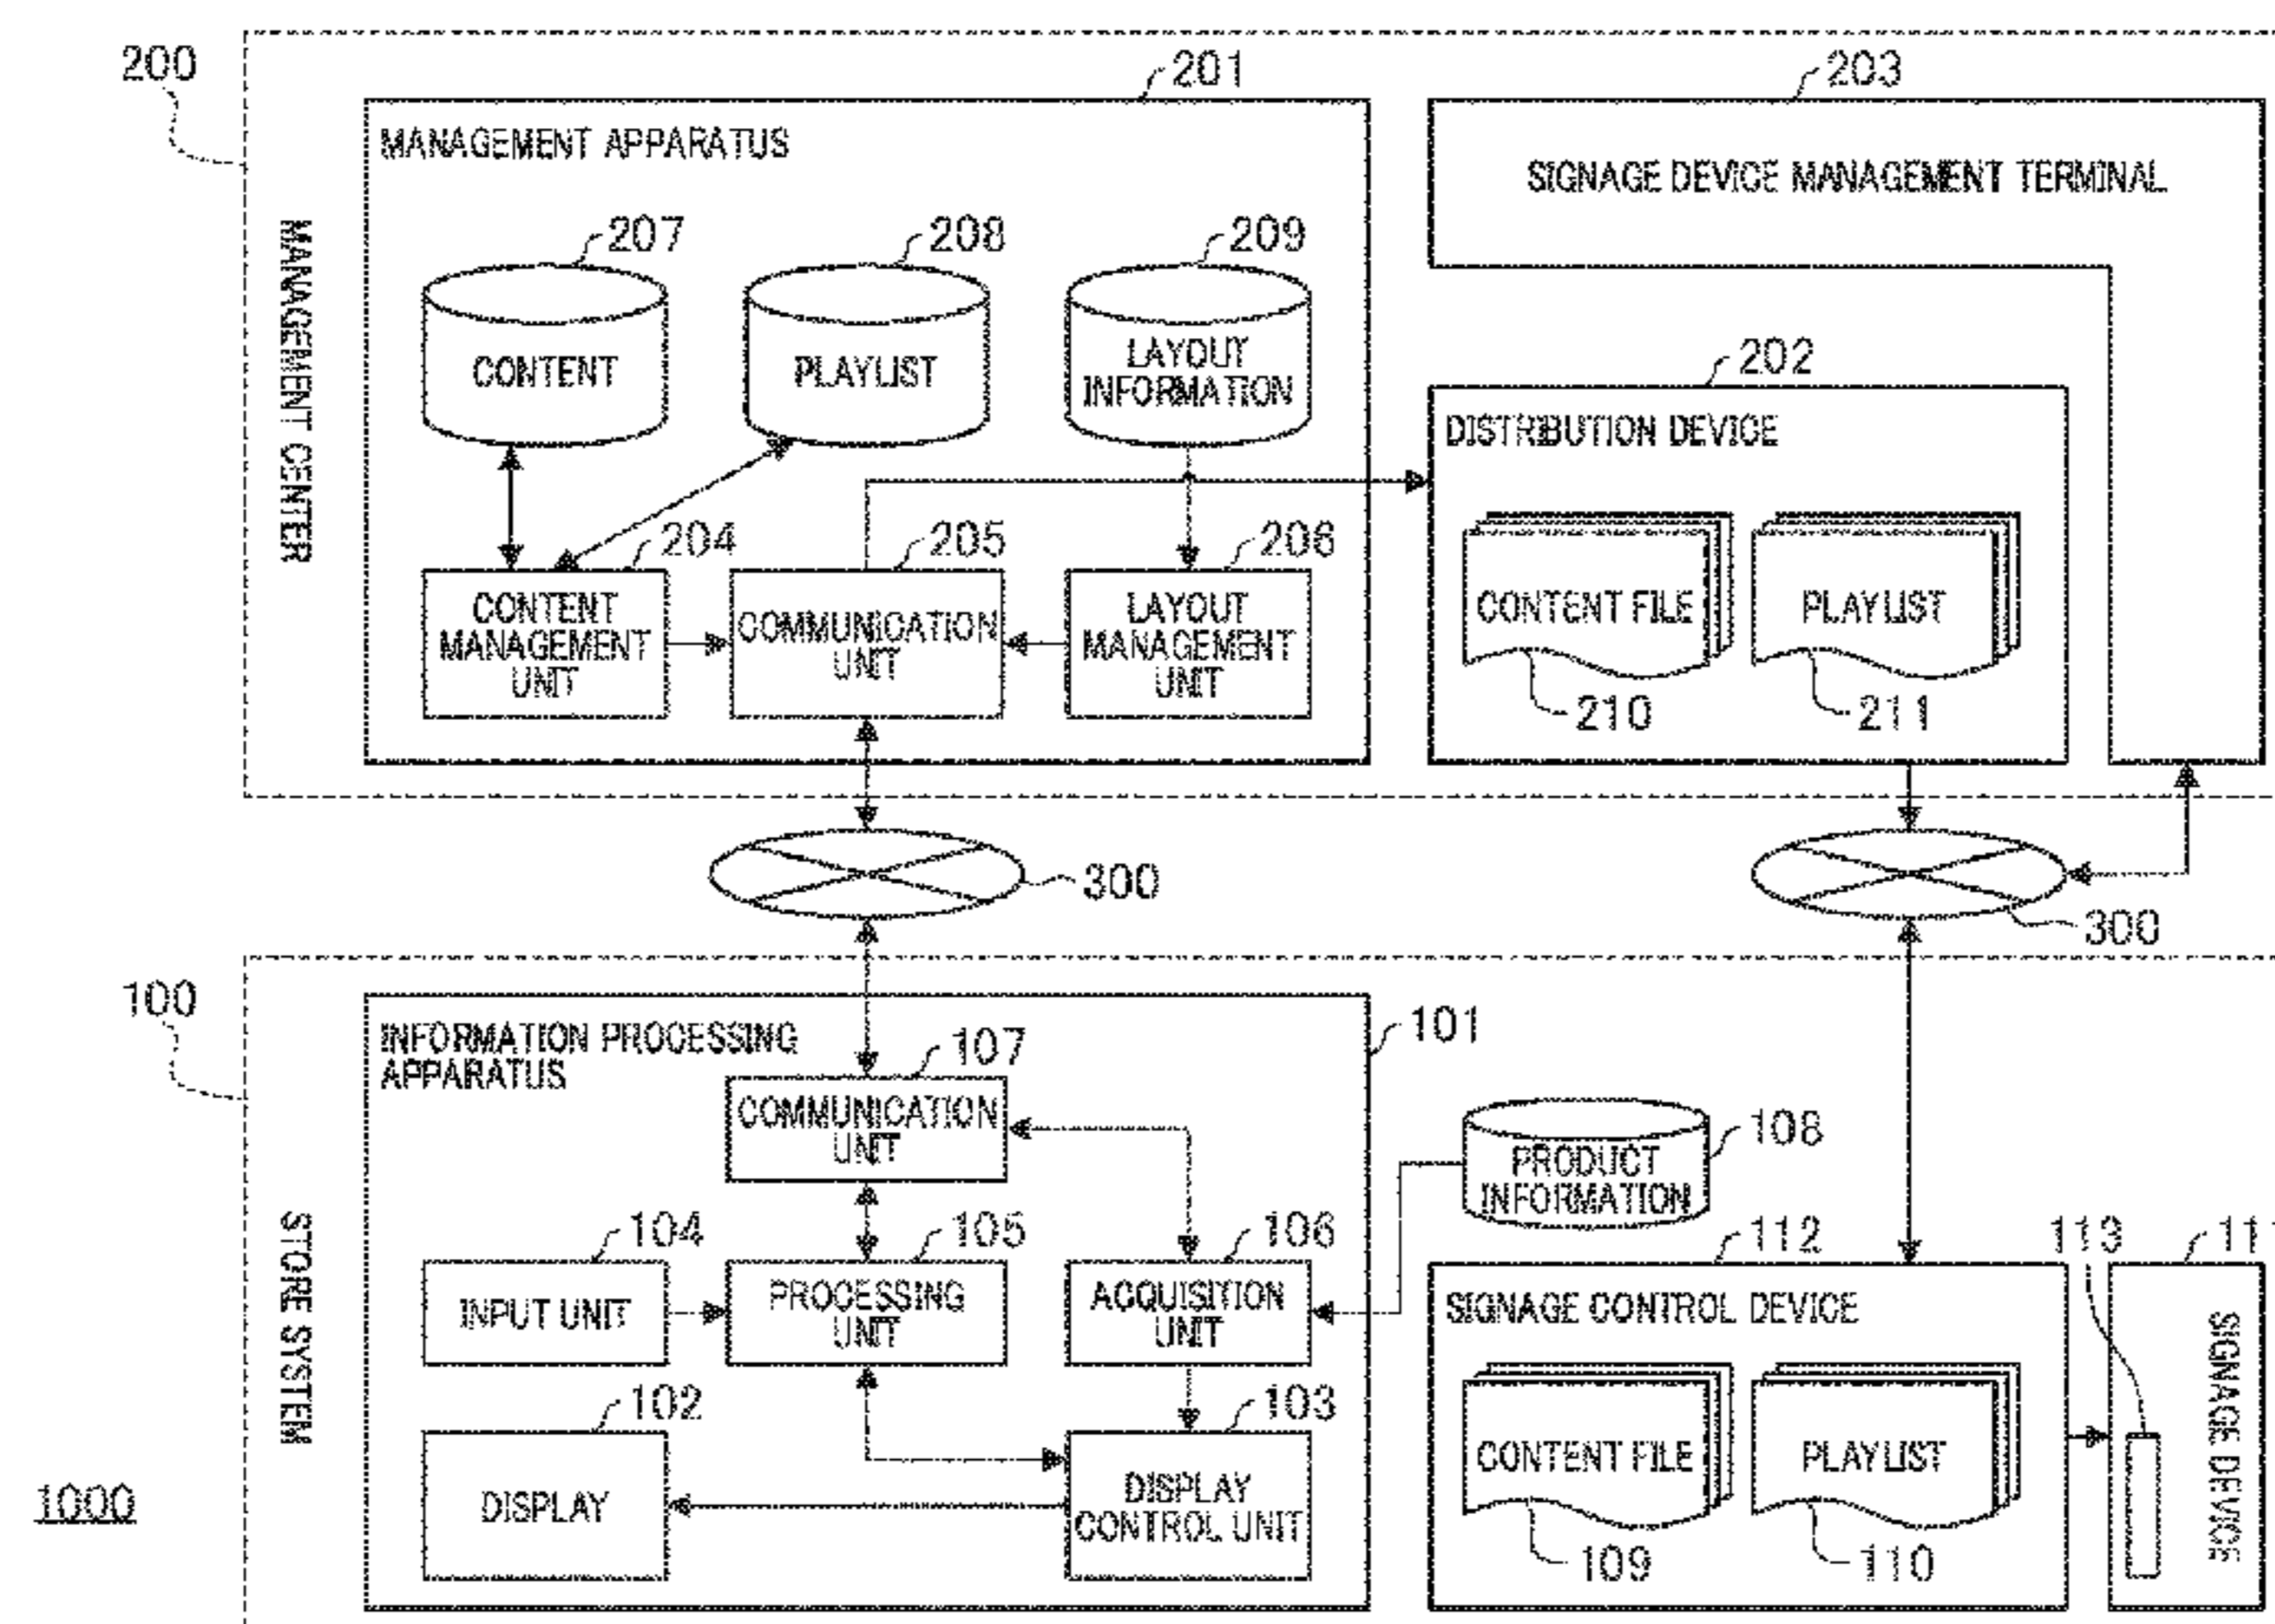 200
201
203
MANAGEMENT APPARATUS
SIGNAGE DEVICE MANAGEMENT TERMINAL
207
208
209
MANAGEMENT CENTER
CONTENT
PLAYLIST
LAYOUT
INFORMATION
202
DISTRIBUTION DEVICE
204
205
206
CONTENT
MANAGEMENT
UNIT
COMMUNICATION
UNIT
LAYOUT
MANAGEMENT
UNIT
CONTENT FILE
PLAYLIST
210
211
300
300
100
101
INFORMATION PROCESSING
APPARATUS
107
COMMUNICATION
UNIT
108
PRODUCT
INFORMATION
STORE SYSTEM
104
105
106
112
113
INPUT UNIT
PROCESSING
UNIT
ACQUISITION
UNIT
SIGNAGE CONTROL DEVICE
SIGNAGE DEVICE
102
103
DISPLAY
DISPLAY
CONTROL UNIT
CONTENT FILE
PLAYLIST
109
110
1000